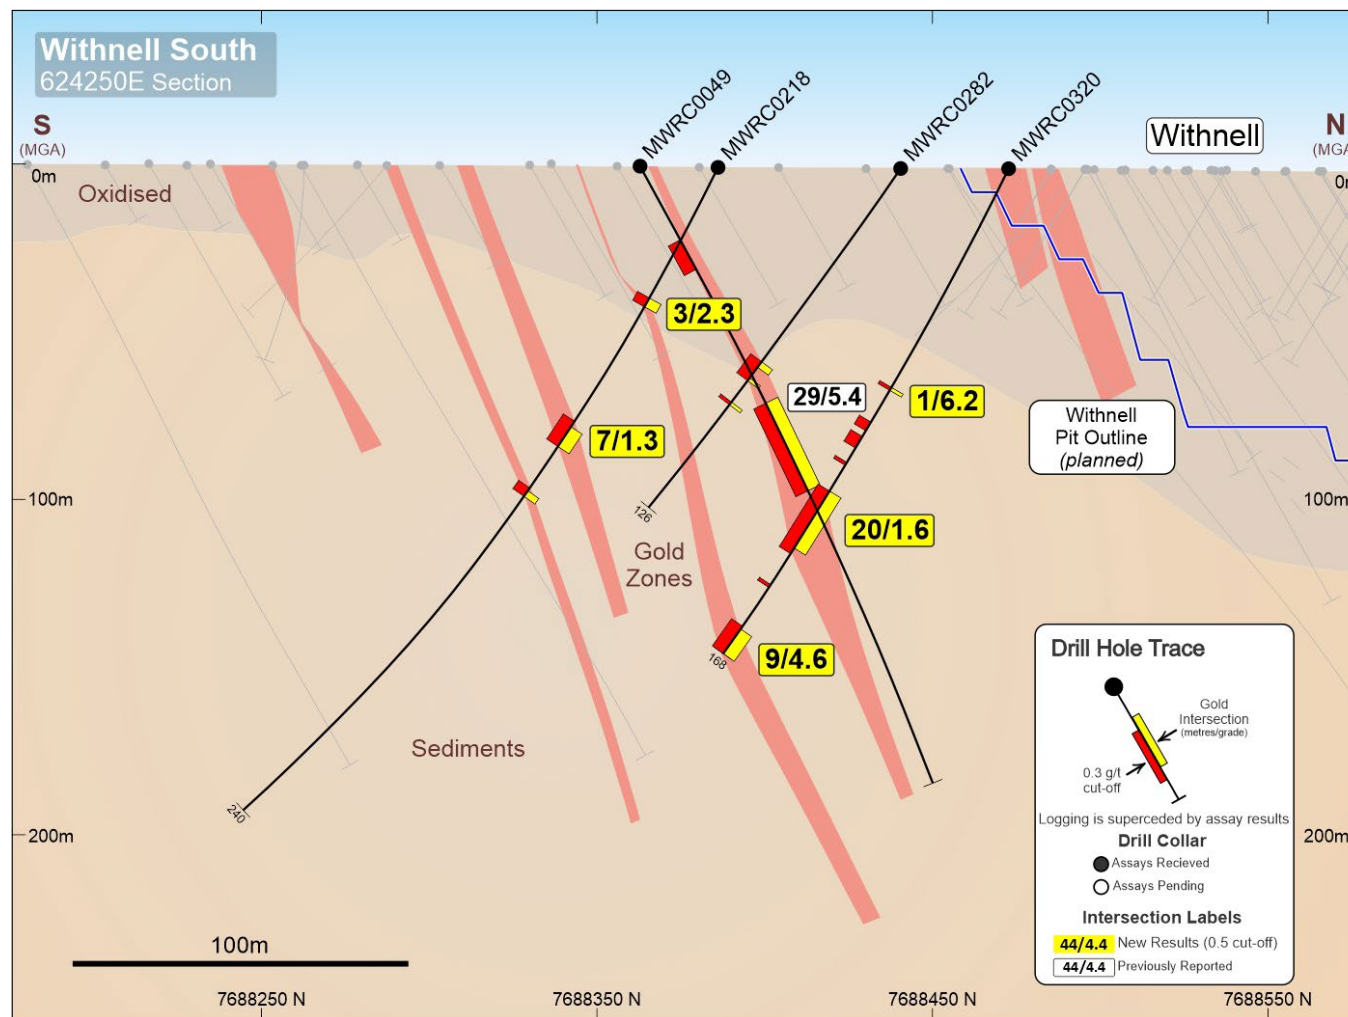 Withnell South
624250E Section
S
(MGA)
MWRC0049
MWRC0218
MWRC0282
MWRC0320
Withnell
N
(MGA
0m
0m
Oxidised
3/2.3
29/5.4
1/6.2
Withnell
Pit Outline
(planned)
7/1.3
100m
100m
126
20/1.6
Gold
Zones
168
9/4.6
Sediments
240
200m
200m
Drill Hole Trace
Gold
Intersection
(metres/grade)
0.3 g/t
cut-off
Logging is superceded by assay results
Drill Collar
Assays Recieved
Assays Pending
Intersection Labels
44/4.4 New Results (0.5 cut-off)
44/4.4 Previously Reported
100m
7688250 N
7688350 N
7688450 N
7688550 N